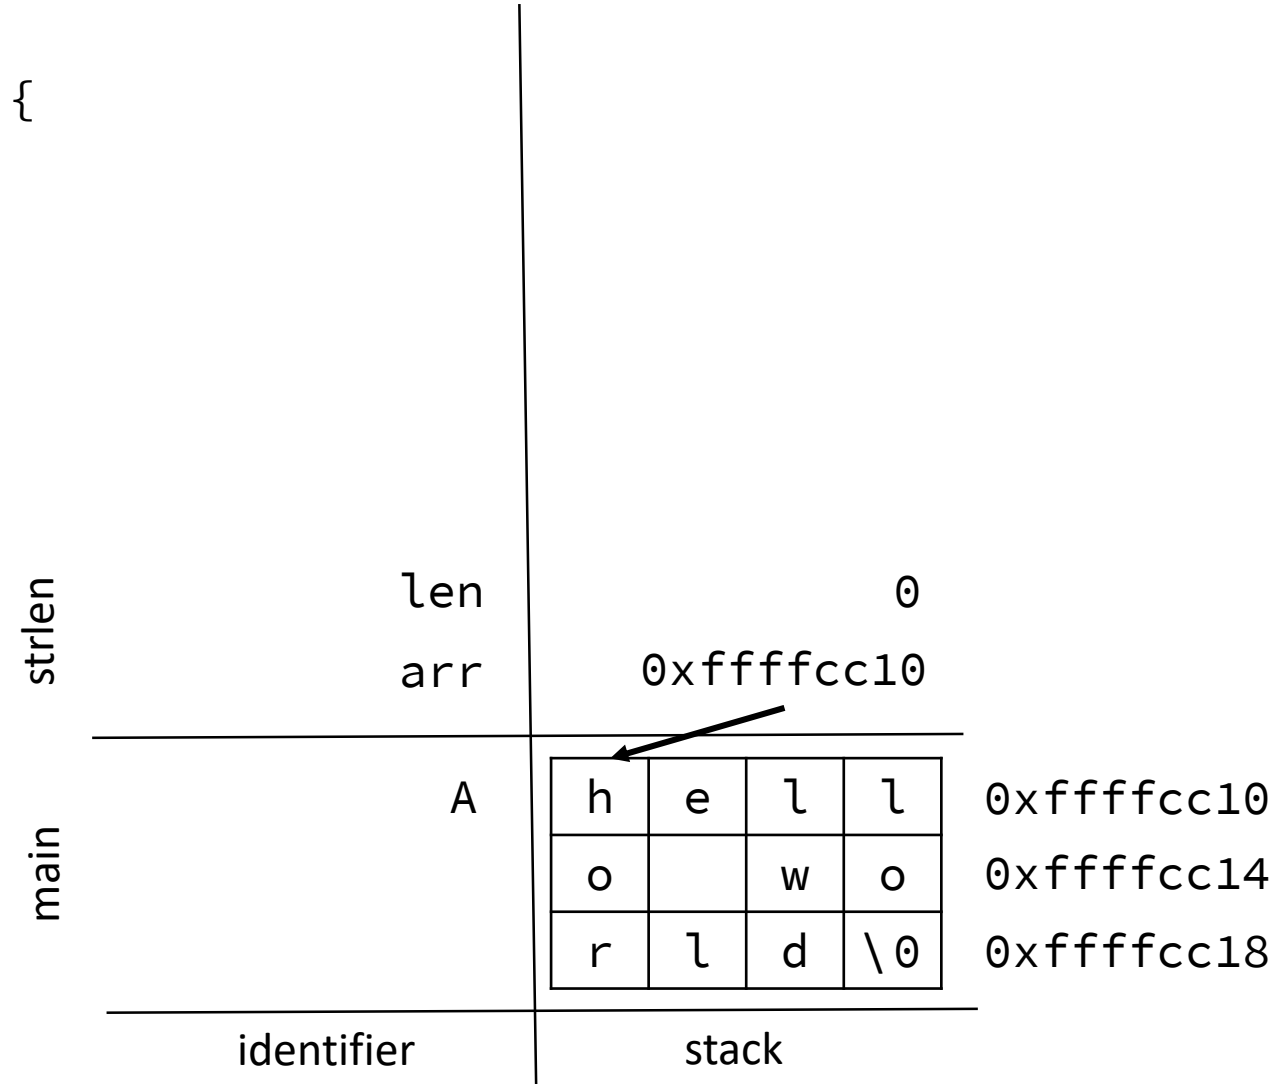 {
strlen
len 0
arr 0xffffcc10
main
A h e l l 0xffffcc10
o w o 0xffffcc14
r l d \0 0xffffcc18
identifier stack